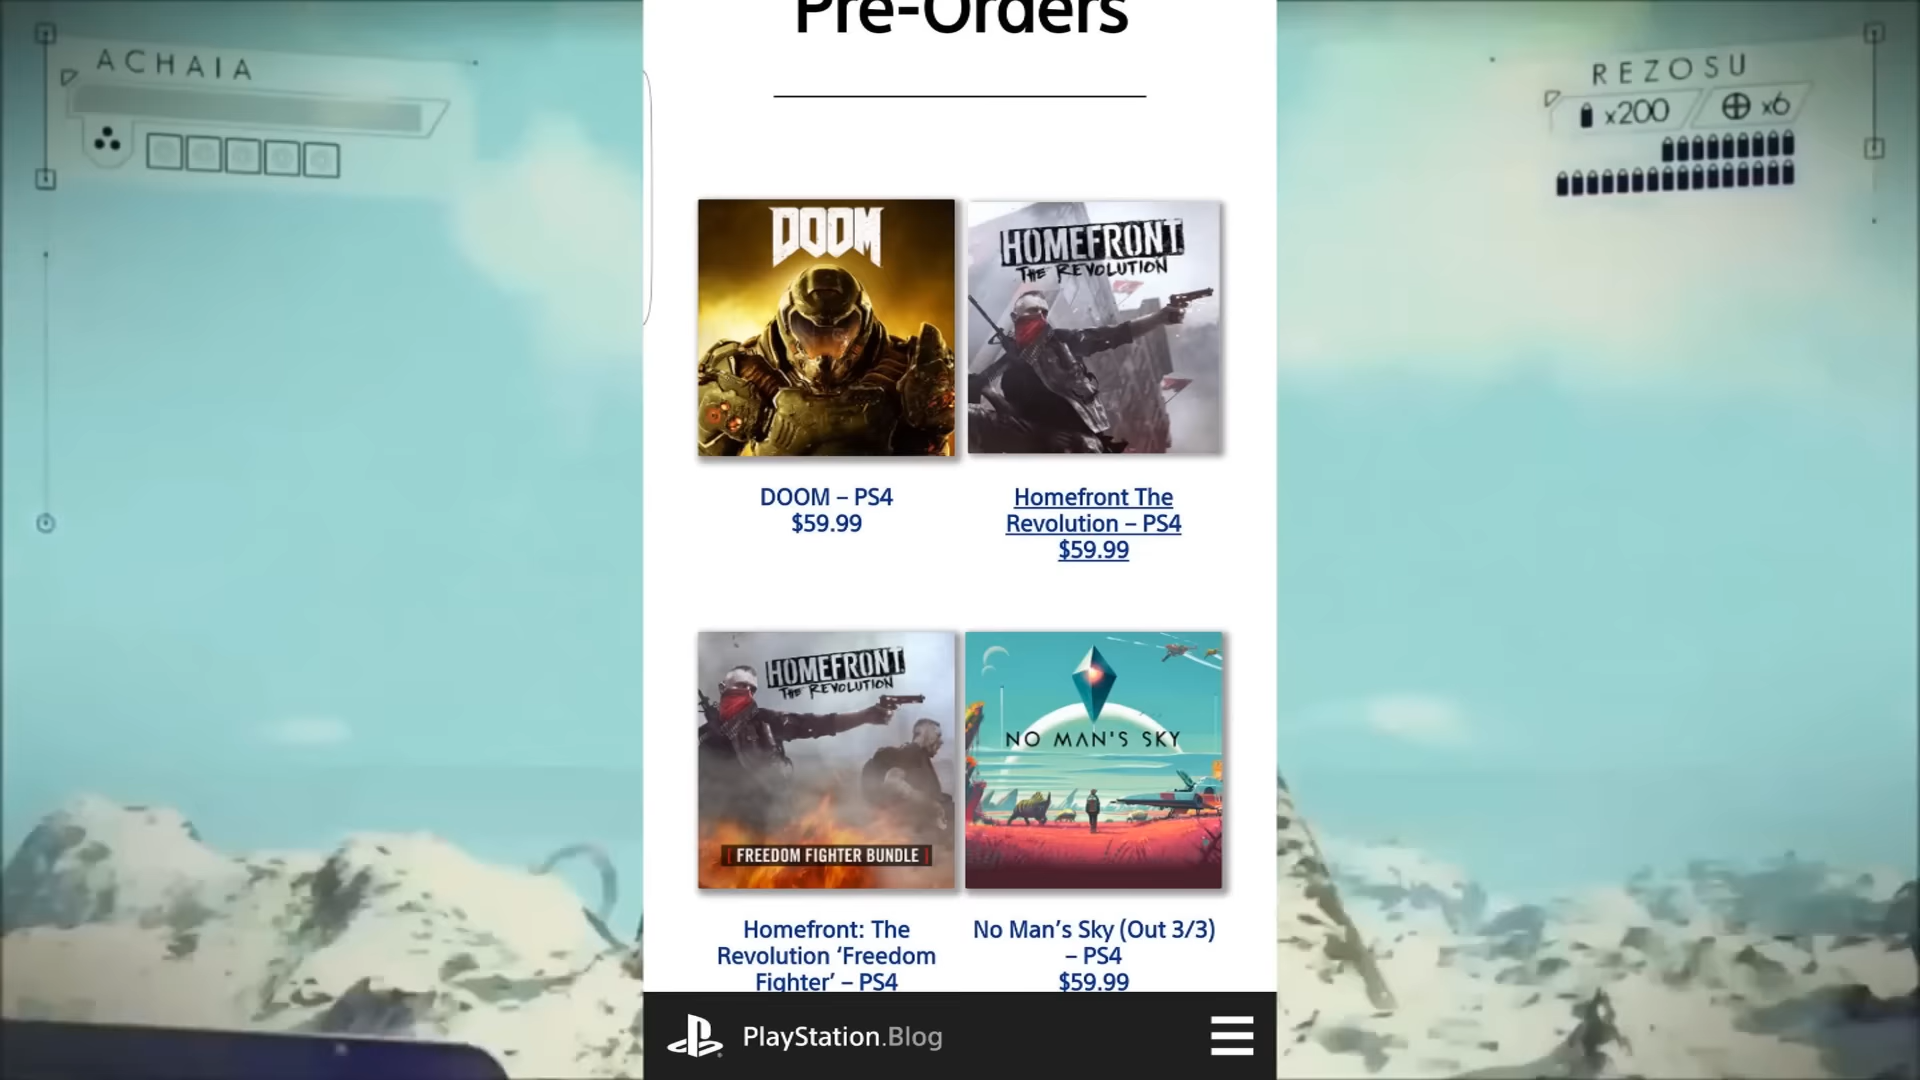 Pre-Orders
ACHAIA
REZOSU
x200
x6
DOOM
HOMEFRONT
THE REVOLUTION
DOOM – PS4
$59.99
Homefront The
Revolution – PS4
$59.99
HOMEFRONT
THE REVOLUTION
[ FREEDOM FIGHTER BUNDLE ]
NO MAN'S SKY
Homefront: The
Revolution ‘Freedom
Fighter’ – PS4
No Man’s Sky (Out 3/3)
– PS4
$59.99
PlayStation.Blog